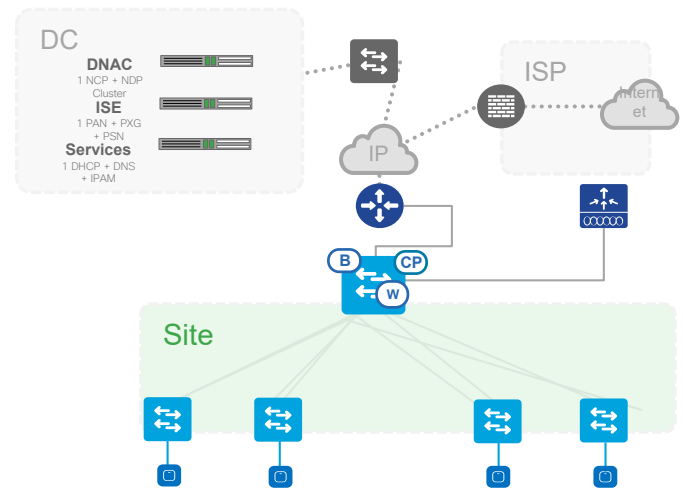 DC
DNAC
1 NCP + NDP
Cluster
ISE
1 PAN + PXG
+ PSN
Services
1 DHCP + DNS
+ IPAM
ISP
Intern
et
IP
B
CP
W
Site